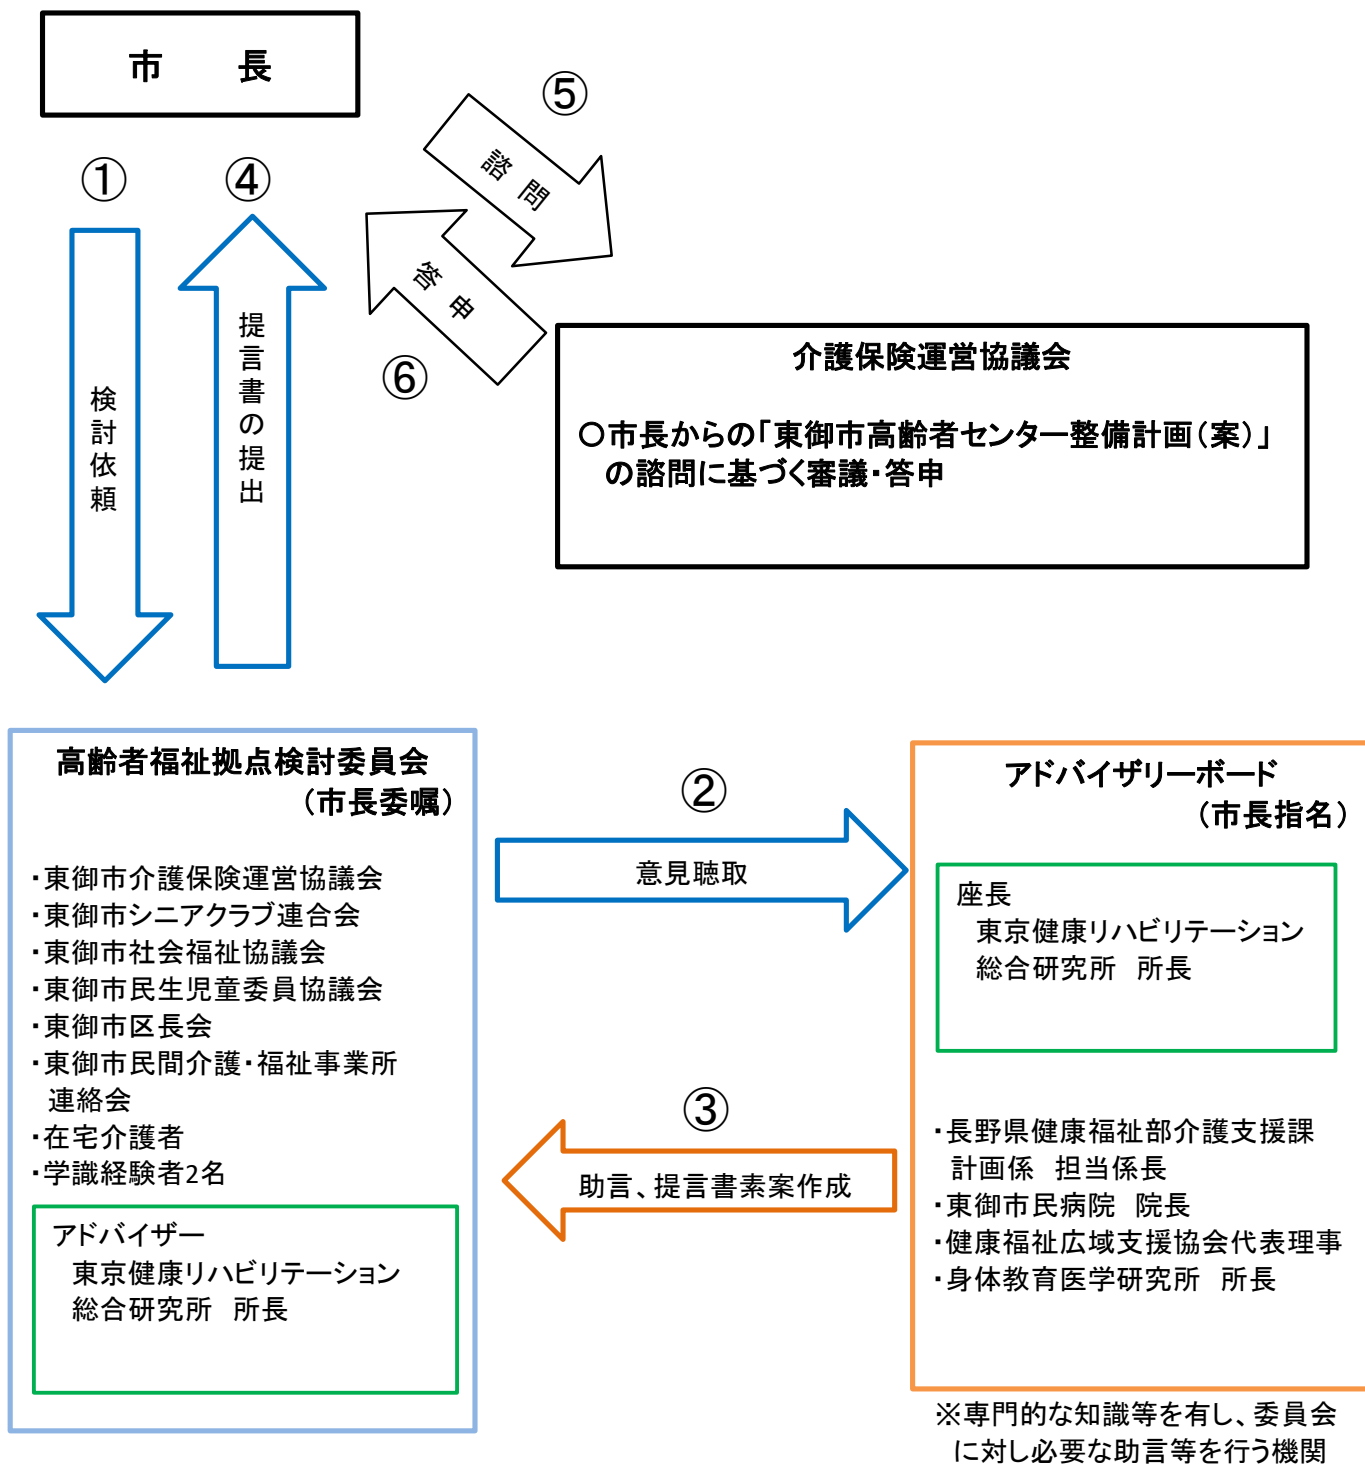 市　長
⑤
諮問
①
④
答申
⑥
検討依頼
提言書の提出
介護保険運営協議会
○市長からの「東御市高齢者センター整備計画（案）」
の諮問に基づく審議・答申
高齢者福祉拠点検討委員会
（市長委嘱）
・東御市介護保険運営協議会
・東御市シニアクラブ連合会
・東御市社会福祉協議会
・東御市民生児童委員協議会
・東御市区長会
・東御市民間介護・福祉事業所
連絡会
・在宅介護者
・学識経験者2名
アドバイザー
東京健康リハビリテーション
総合研究所　所長
②
意見聴取
③
助言、提言書素案作成
アドバイザリーボード
（市長指名）
座長
東京健康リハビリテーション
総合研究所　所長
・長野県健康福祉部介護支援課
計画係　担当係長
・東御市民病院　院長
・健康福祉広域支援協会代表理事
・身体教育医学研究所　所長
※専門的な知識等を有し、委員会
に対し必要な助言等を行う機関